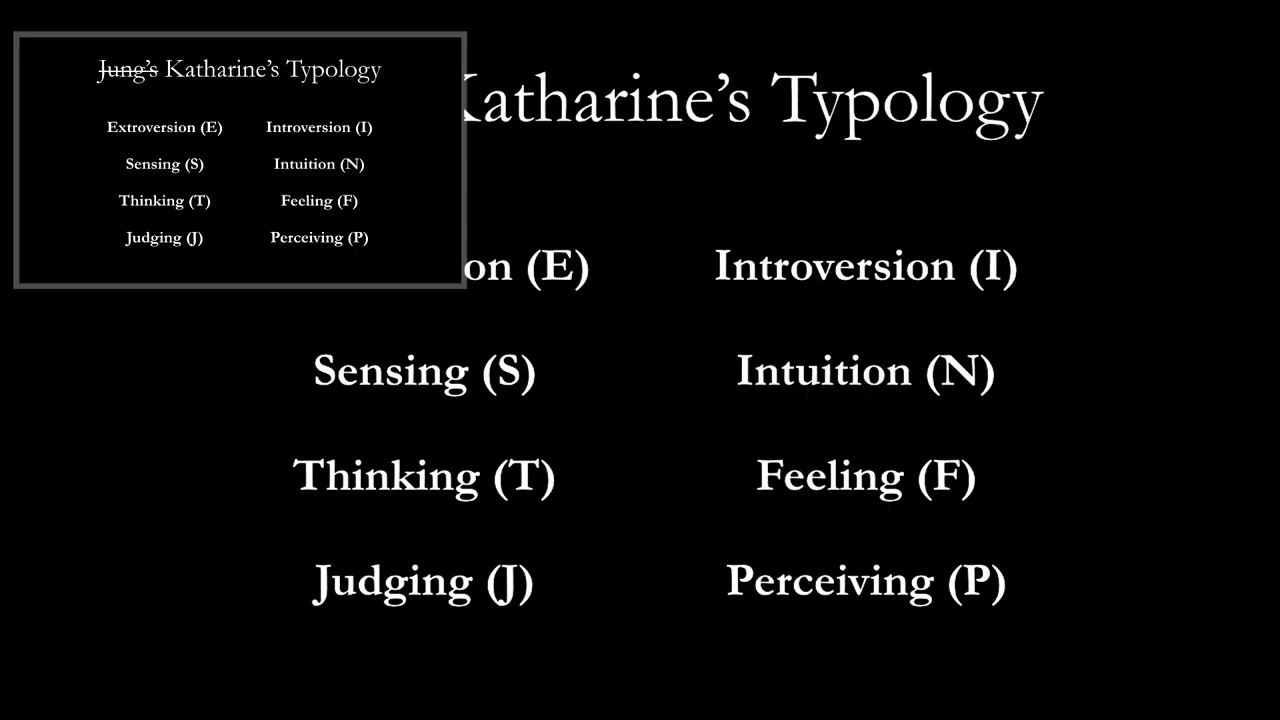 Jung's Katharine's Typology
Extroversion (E) Introversion (I)
Sensing (S) Intuition (N)
Thinking (T) Feeling (F)
Judging (J) Perceiving (P)
Katharine’s Typology
on (E) Introversion (I)
Sensing (S) Intuition (N)
Thinking (T) Feeling (F)
Judging (J) Perceiving (P)